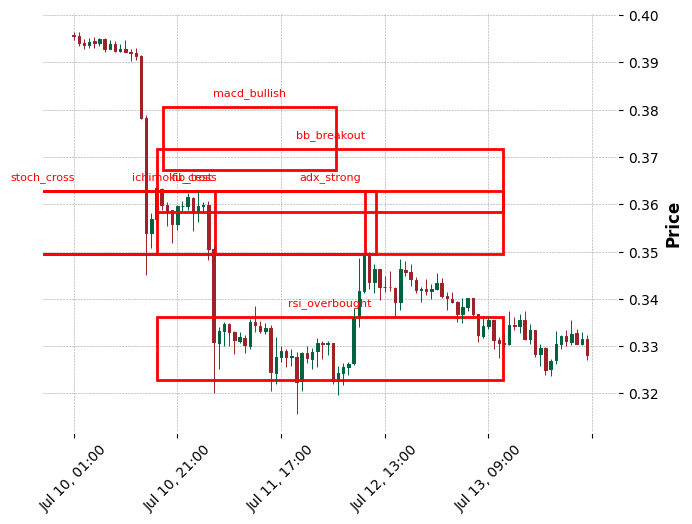 0.40
0.39
macd_bullish
0.38
bb_breakout
0.37
stoch_cross
adx_strong
0.36
Price
0.35
0.34
rsi_overbought
0.33
0.32
Jul 10, 01:00
Jul 10, 21:00
Jul 11, 17:00
Jul 12, 13:00
Jul 13, 09:00